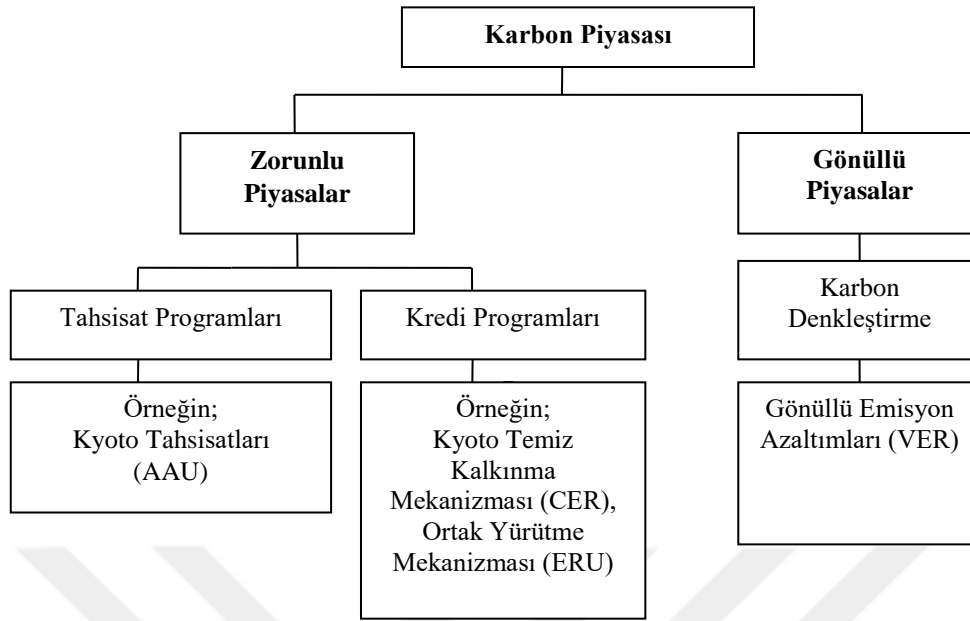 Karbon Piyasası
Zorunlu
Piyasalar
Gönüllü
Piyasalar
Tahsisat Programları
Kredi Programları
Karbon
Denkleştirme
Örneğin;
Kyoto Tahsisatları
(AAU)
Örneğin;
Kyoto Temiz
Kalkınma
Mekanizması (CER),
Ortak Yürütme
Mekanizması (ERU)
Gönüllü Emisyon
Azaltımları (VER)